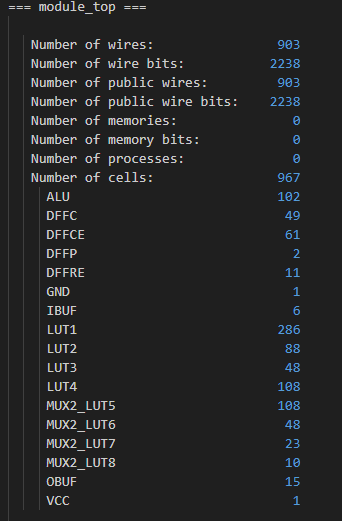 === module_top ===
Number of wires: 903
Number of wire bits: 2238
Number of public wires: 903
Number of public wire bits: 2238
Number of memories: 0
Number of memory bits: 0
Number of processes: 0
Number of cells: 967
ALU 102
DFFC 49
DFFCE 61
DFFP 2
DFFRE 11
GND 1
IBUF 6
LUT1 286
LUT2 88
LUT3 48
LUT4 108
MUX2_LUT5 108
MUX2_LUT6 48
MUX2_LUT7 23
MUX2_LUT8 10
OBUF 15
VCC 1